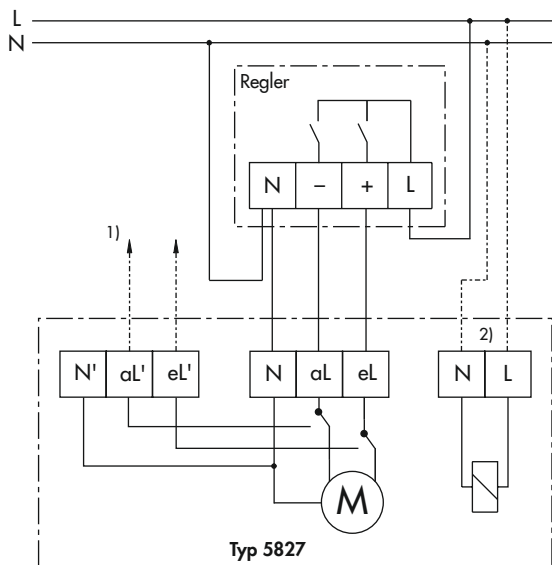 L
N
Regler
N – + L
1)
2)
N' aL' eL' N aL eL N L
M
Typ 5827